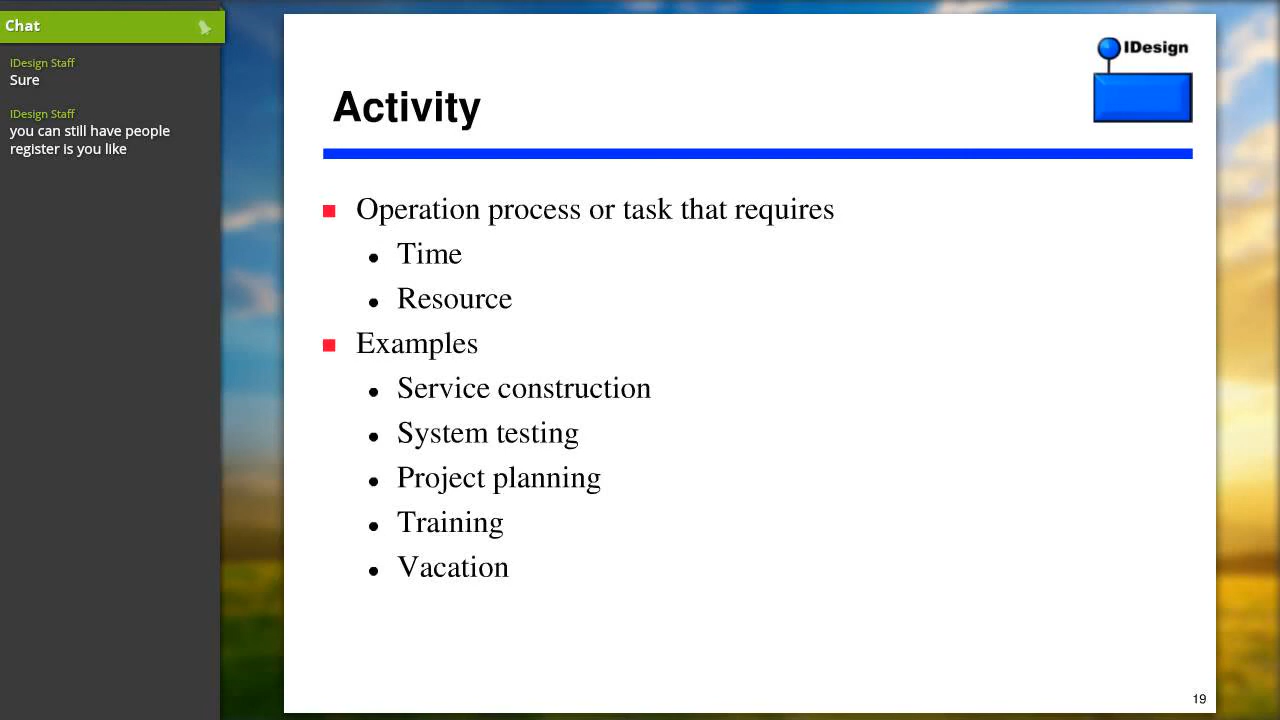 Chat
IDesign Staff
Sure
IDesign Staff
you can still have people
register is you like
IDesign
Activity
Operation process or task that requires
Time
Resource
Examples
Service construction
System testing
Project planning
Training
Vacation
19